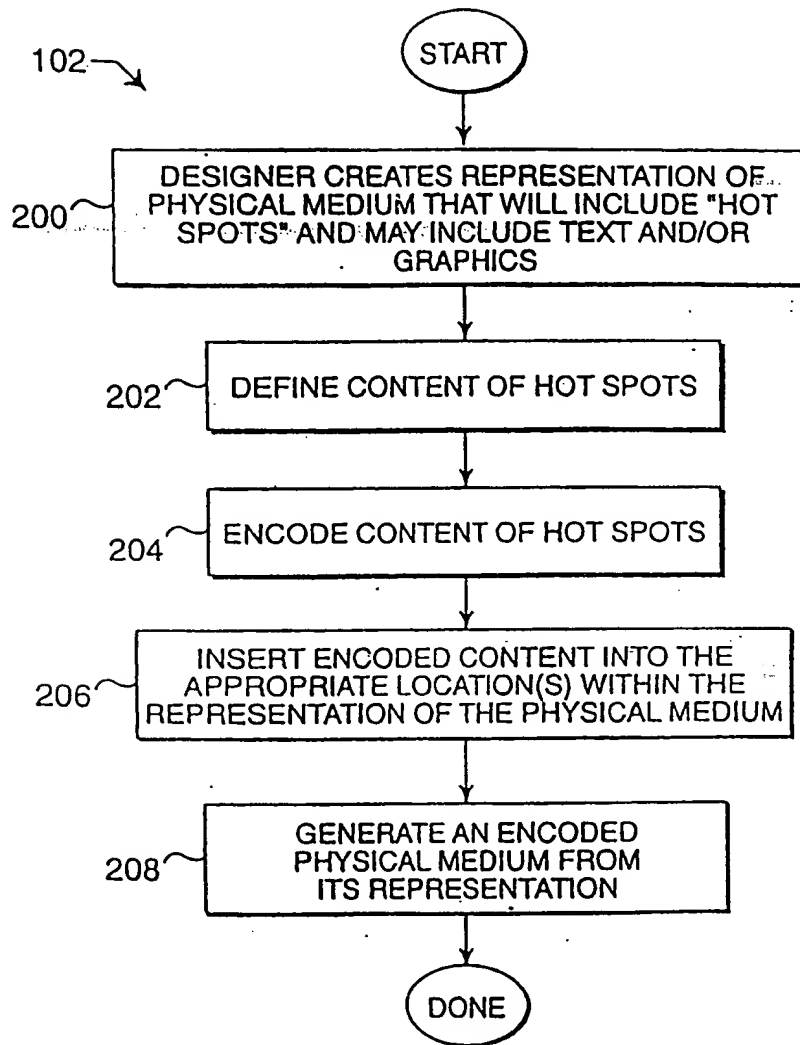 START
102
DESIGNER CREATES REPRESENTATION OF
PHYSICAL MEDIUM THAT WILL INCLUDE "HOT
SPOTS" AND MAY INCLUDE TEXT AND/OR
GRAPHICS
200
DEFINE CONTENT OF HOT SPOTS
202
ENCODE CONTENT OF HOT SPOTS
204
INSERT ENCODED CONTENT INTO THE
APPROPRIATE LOCATION(S) WITHIN THE
REPRESENTATION OF THE PHYSICAL MEDIUM
206
GENERATE AN ENCODED
PHYSICAL MEDIUM FROM
ITS REPRESENTATION
208
DONE